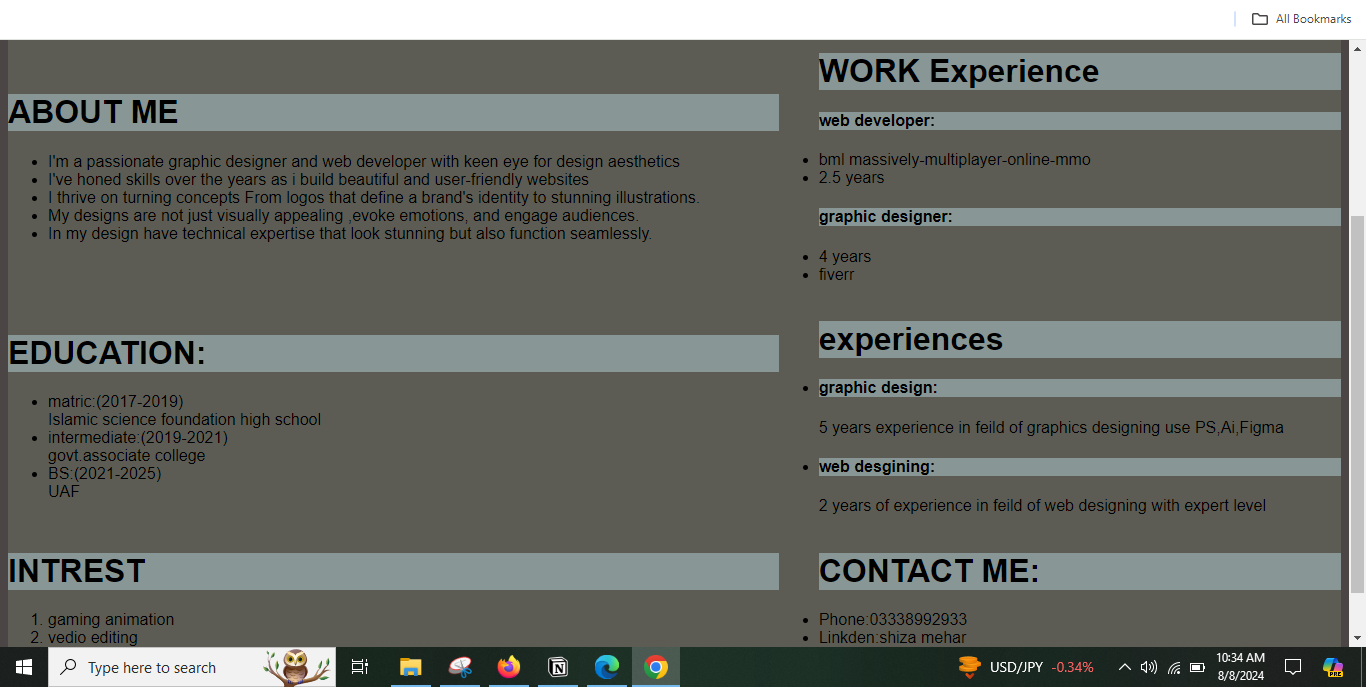 All Bookmarks
ABOUT ME
I'm a passionate graphic designer and web developer with keen eye for design aesthetics
I've honed skills over the years as i build beautiful and user-friendly websites
I thrive on turning concepts From logos that define a brand's identity to stunning illustrations.
My designs are not just visually appealing ,evoke emotions, and engage audiences.
In my design have technical expertise that look stunning but also function seamlessly.
EDUCATION:
matric:(2017-2019)
Islamic science foundation high school
intermediate:(2019-2021)
govt.associate college
BS:(2021-2025)
UAF
INTREST
1. gaming animation
2. vedio editing
WORK Experience
web developer:
bml massively-multiplayer-online-mmo
2.5 years
graphic designer:
4 years
fiverr
experiences
graphic design:
5 years experience in feild of graphics designing use PS,Ai,Figma
web desgining:
2 years of experience in feild of web designing with expert level
CONTACT ME:
Phone:03338992933
Linkden:shiza mehar
Type here to search
USD/JPY -0.34%
10:34 AM
8/8/2024
PRE